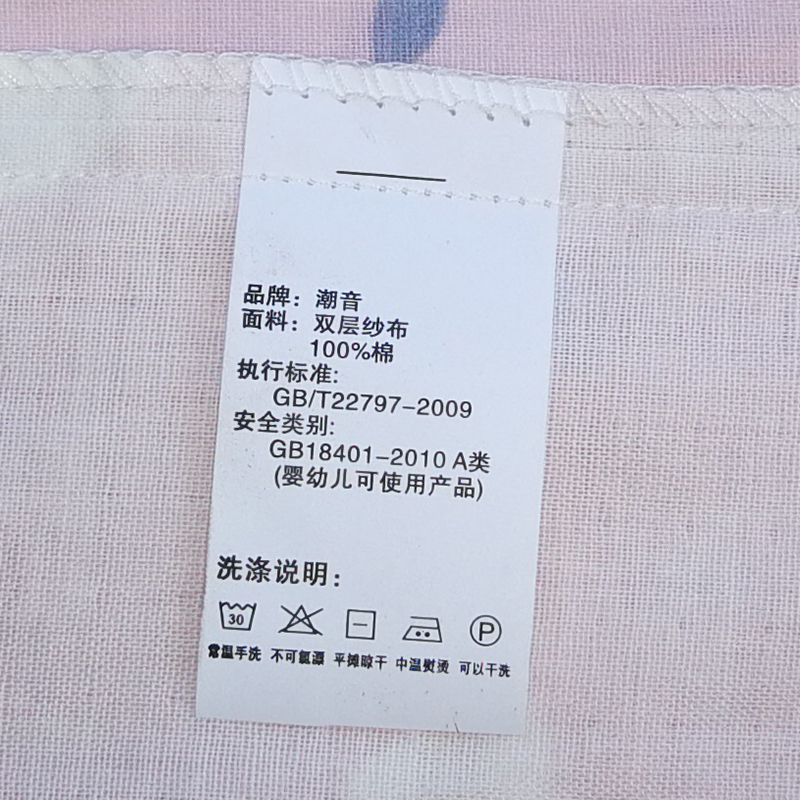 品牌：潮音
面料：双层纱布
100%棉
执行标准:
GB/T22797-2009
安全类别:
GB18401-2010 A类
(婴幼儿可使用产品)
洗涤说明：
30
P
常温手洗 不可氯漂 平摊晾干 中温熨烫 可以干洗